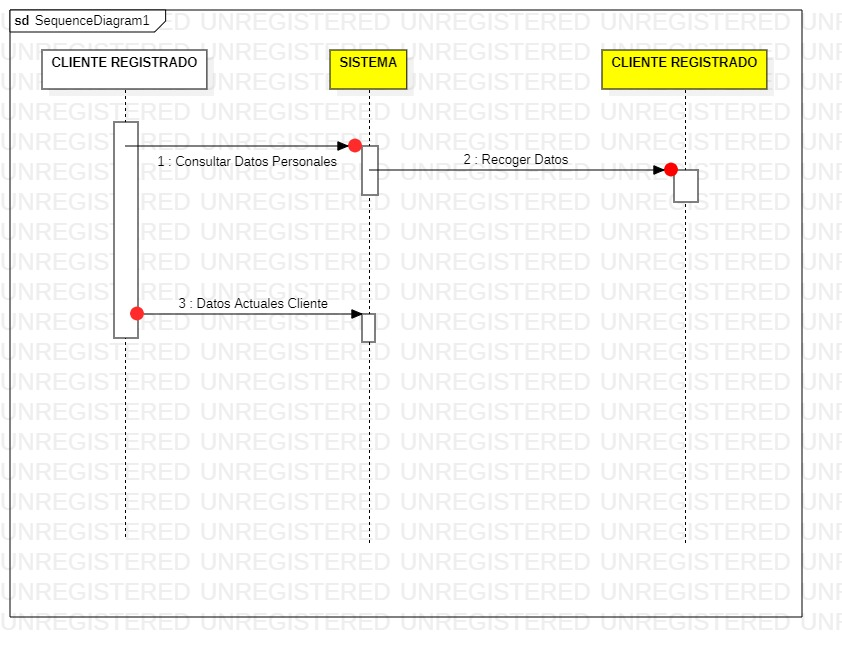 sd SequenceDiagram1
CLIENTE REGISTRADO
SISTEMA
CLIENTE REGISTRADO
1 : Consultar Datos Personales
2 : Recoger Datos
3 : Datos Actuales Cliente
UNREGISTERED UNREGISTERED UNREGISTERED UNREGISTERED